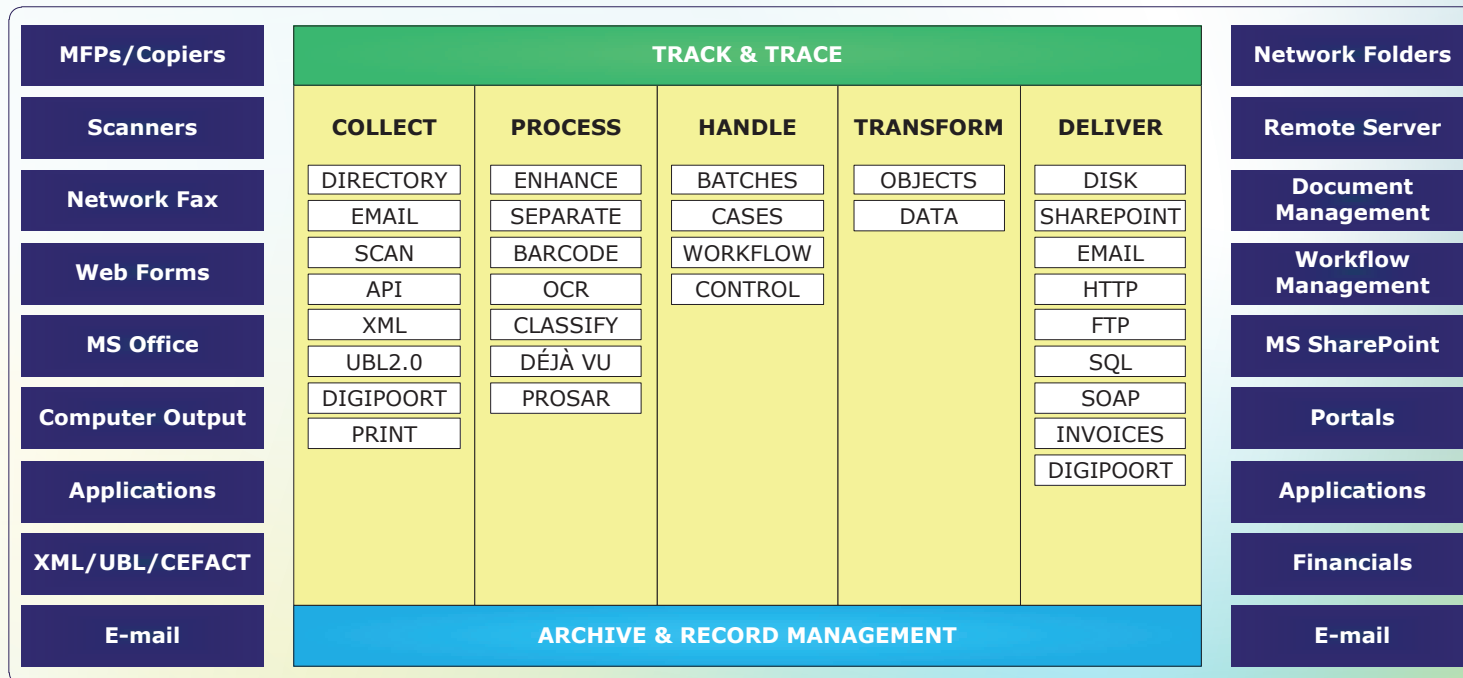 MFPs/Copiers
Scanners
Network Fax
Web Forms
MS Office
Computer Output
Applications
XML/UBL/CEFACT
E-mail
TRACK & TRACE
COLLECT
DIRECTORY
EMAIL
SCAN
API
XML
UBL2.0
DIGIPOORT
PRINT
PROCESS
ENHANCE
SEPARATE
BARCODE
OCR
CLASSIFY
DÉJÀ VU
PROSAR
HANDLE
BATCHES
CASES
WORKFLOW
CONTROL
TRANSFORM
OBJECTS
DATA
DELIVER
DISK
SHAREPOINT
EMAIL
HTTP
FTP
SQL
SOAP
INVOICES
DIGIPOORT
ARCHIVE & RECORD MANAGEMENT
Network Folders
Remote Server
Document
Management
Workflow
Management
MS SharePoint
Portals
Applications
Financials
E-mail